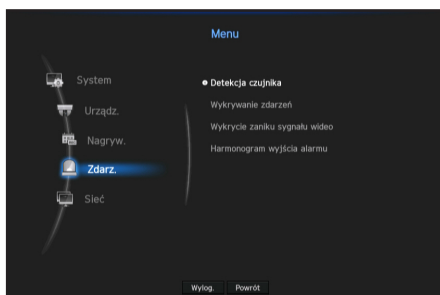 Menu
System
Urządz.
Nagryw.
Zdarz.
Sieć
Detekcja czujnika
Wykrywanie zdarzeń
Wykrycie zaniku sygnału wideo
Harmonogram wyjścia alarmu
Wylog. Powrót